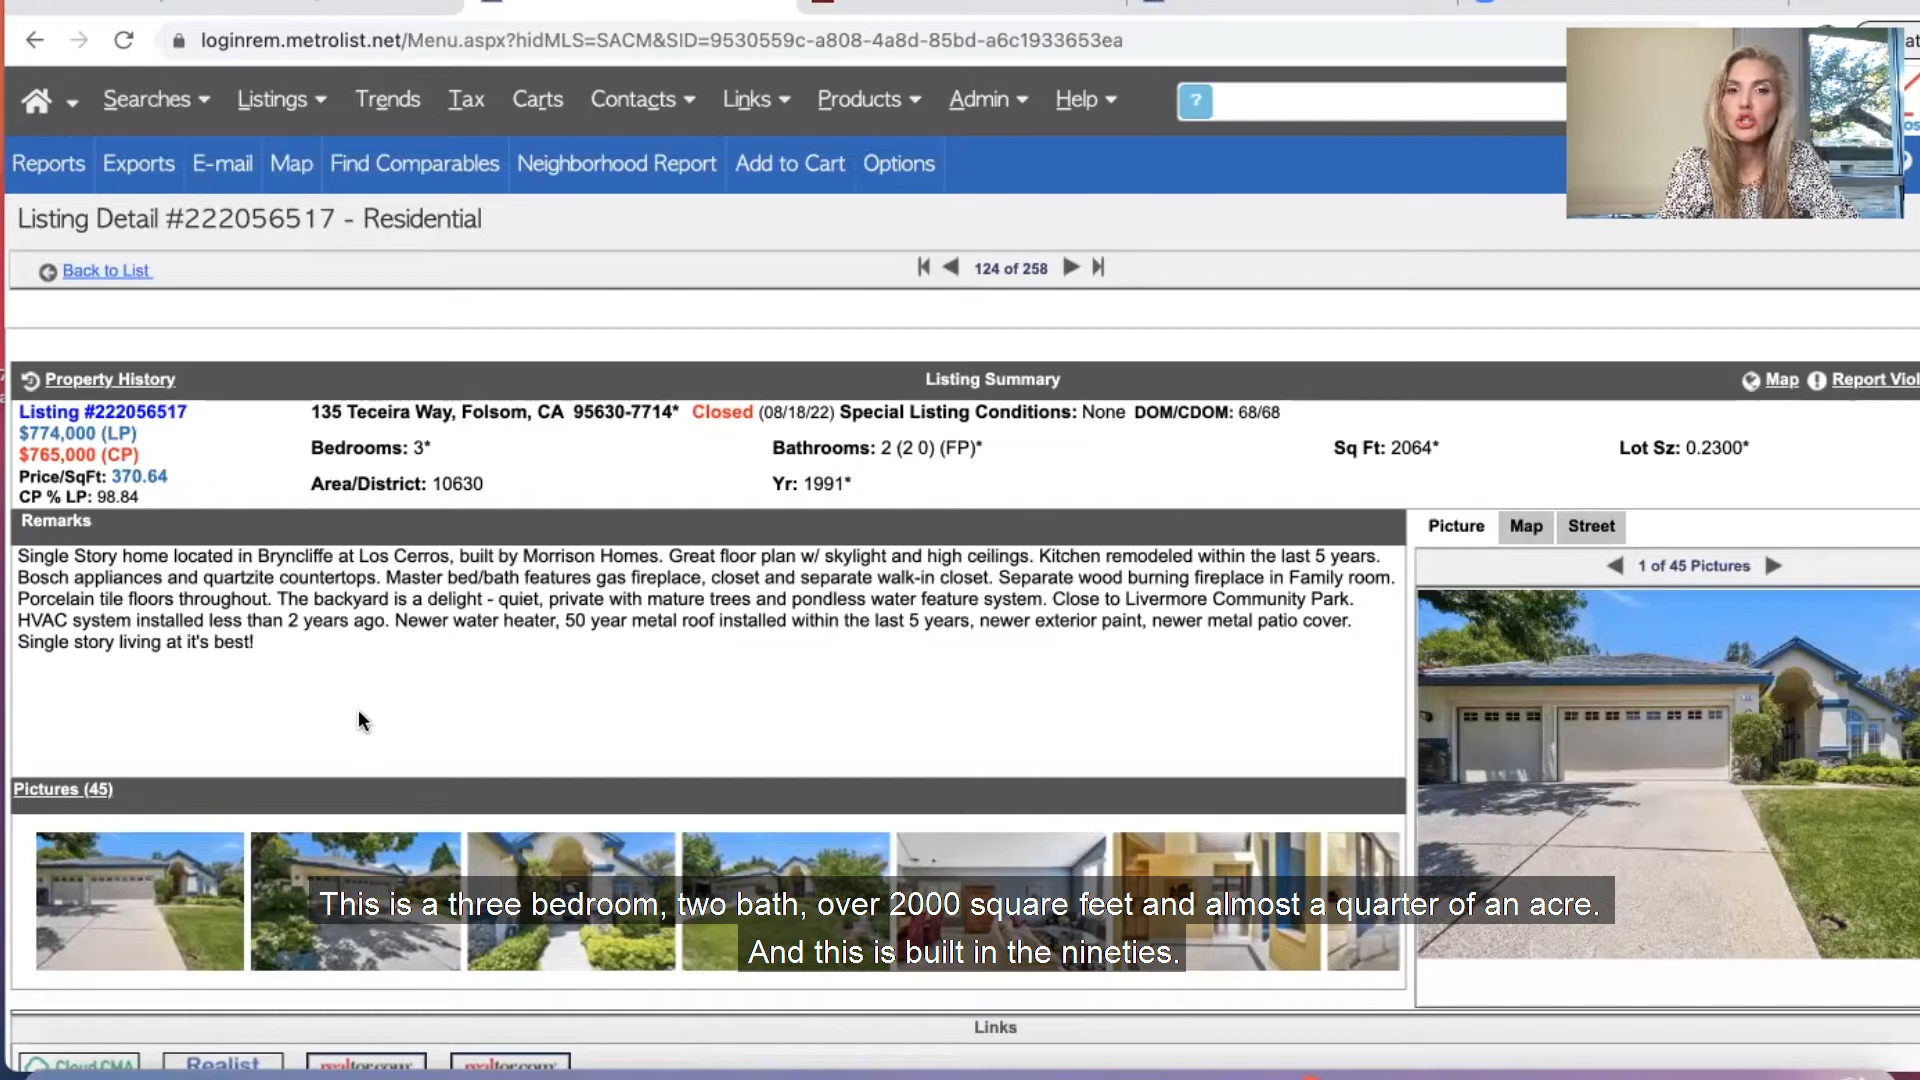 loginrem.metrolist.net/Menu.aspx?hidMLS=SACM&SID=9530559c-a808-4a8d-85bd-a6c1933653ea
Searches Listings Trends Tax Carts Contacts Links Products Admin Help ?
Reports Exports E-mail Map Find Comparables Neighborhood Report Add to Cart Options
Listing Detail #222056517 - Residential
Back to List 124 of 258
Property History Listing Summary Map Report Viol
Listing #222056517 135 Teceira Way, Folsom, CA 95630-7714* Closed (08/18/22) Special Listing Conditions: None DOM/CDOM: 68/68
$774,000 (LP)
$765,000 (CP) Bedrooms: 3* Bathrooms: 2 (2 0) (FP)* Sq Ft: 2064* Lot Sz: 0.2300*
Price/SqFt: 370.64
CP % LP: 98.84 Area/District: 10630 Yr: 1991*
Remarks
Single Story home located in Bryncliffe at Los Cerros, built by Morrison Homes. Great floor plan w/ skylight and high ceilings. Kitchen remodeled within the last 5 years.
Bosch appliances and quartzite countertops. Master bed/bath features gas fireplace, closet and separate walk-in closet. Separate wood burning fireplace in Family room.
Porcelain tile floors throughout. The backyard is a delight - quiet, private with mature trees and pondless water feature system. Close to Livermore Community Park.
HVAC system installed less than 2 years ago. Newer water heater, 50 year metal roof installed within the last 5 years, newer exterior paint, newer metal patio cover.
Single story living at it's best!
Picture Map Street
1 of 45 Pictures
Pictures (45)
This is a three bedroom, two bath, over 2000 square feet and almost a quarter of an acre.
And this is built in the nineties.
Links
Cloud CMA Realist realtor.com realtor.com